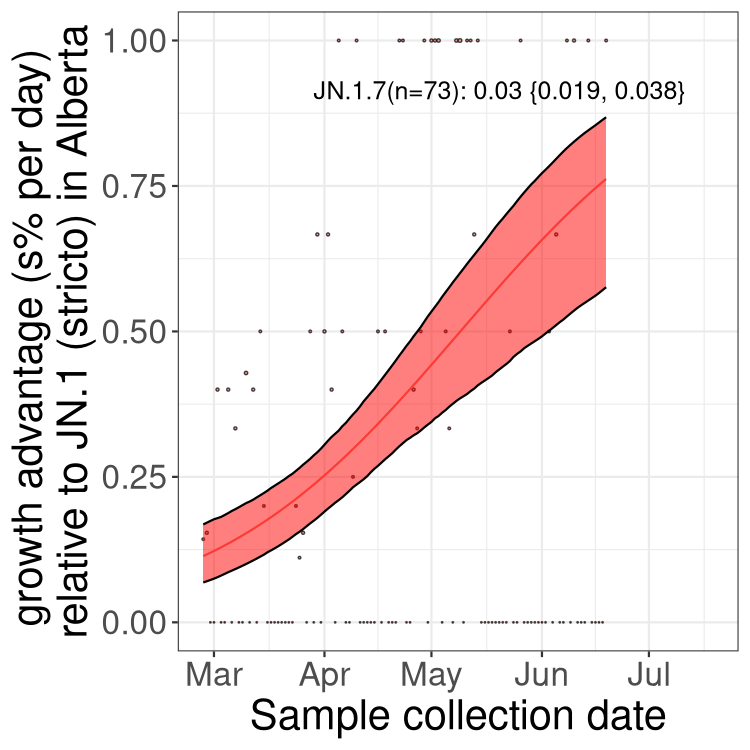 growth advantage (s% per day)
relative to JN.1 (stricto) in Alberta
1.00
0.75
0.50
0.25
0.00
JN.1.7(n=73): 0.03 {0.019, 0.038}
Mar Apr May Jun Jul
Sample collection date